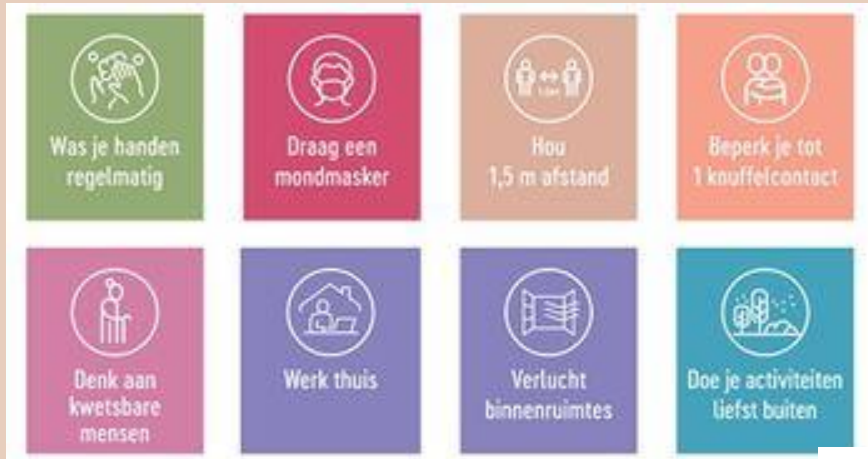 Was je handen
regelmatig
Draag een
mondmasker
Hou
1,5 m afstand
Beperk je tot
1 knuffelcontact
Denk aan
kwetsbare
mensen
Werk thuis
Verlucht
binnenruimtes
Doe je activiteiten
liefst buiten